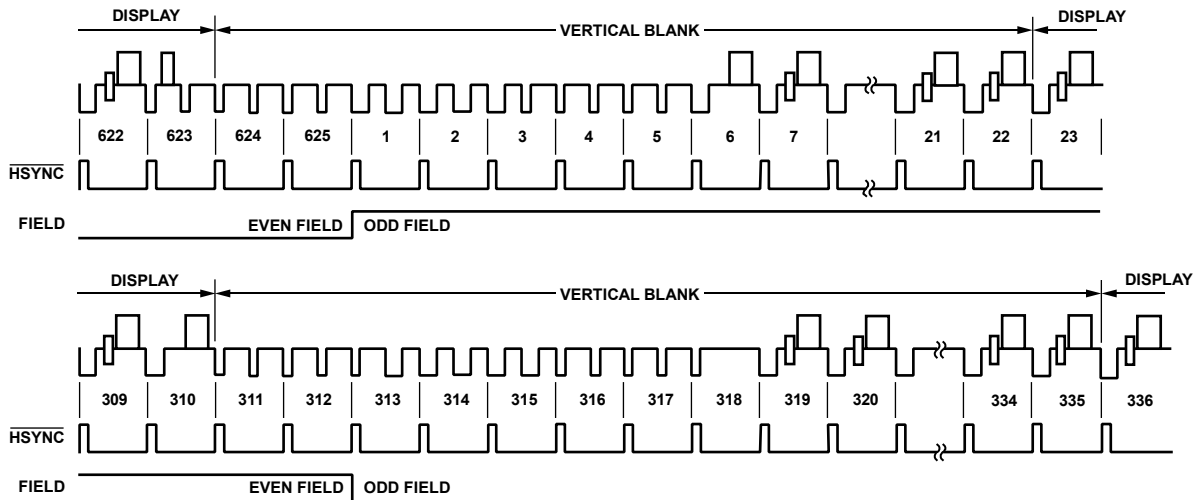 DISPLAY VERTICAL BLANK DISPLAY
622 623 624 625 1 2 3 4 5 6 7 21 22 23
HSYNC
FIELD EVEN FIELD ODD FIELD
DISPLAY VERTICAL BLANK DISPLAY
309 310 311 312 313 314 315 316 317 318 319 320 334 335 336
HSYNC
FIELD EVEN FIELD ODD FIELD